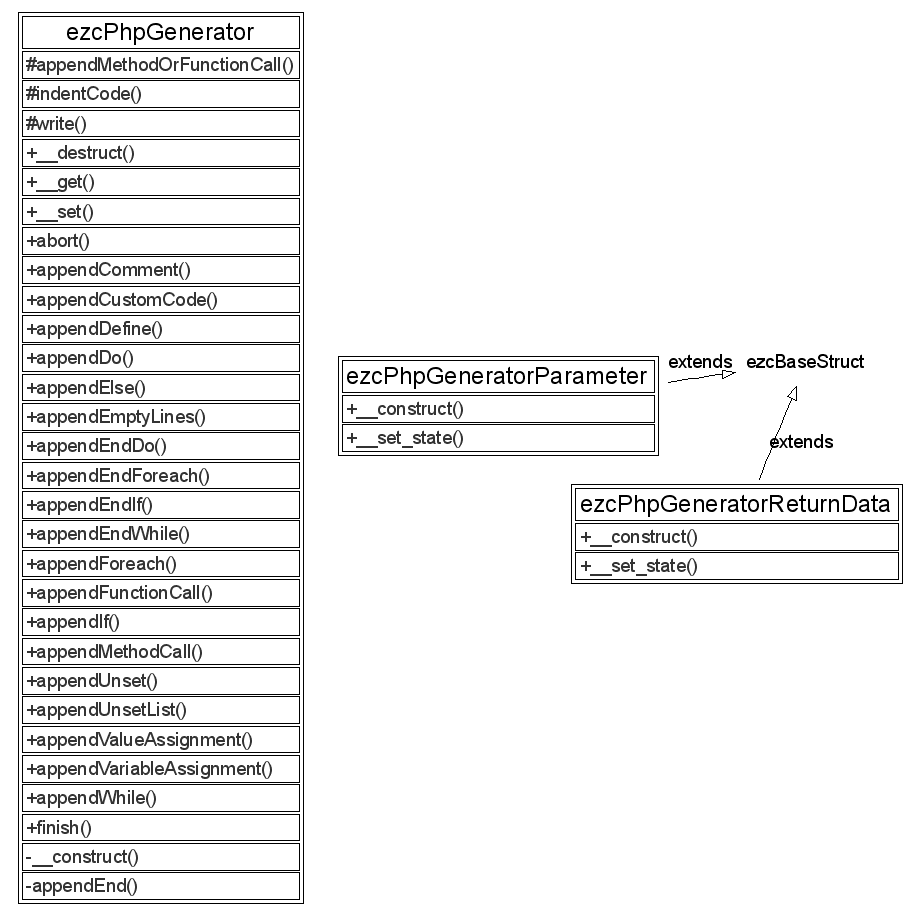 ezcPhpGenerator
#appendMethodOrFunctionCall()
#indentCode()
#write()
+__destruct()
+__get()
+__set()
+abort()
+appendComment()
+appendCustomCode()
+appendDefine()
+appendDo()
+appendElse()
+appendEmptyLines()
+appendEndDo()
+appendEndForeach()
+appendEndIf()
+appendEndWhile()
+appendForeach()
+appendFunctionCall()
+appendIf()
+appendMethodCall()
+appendUnset()
+appendUnsetList()
+appendValueAssignment()
+appendVariableAssignment()
+appendWhile()
+finish()
-__construct()
-appendEnd()
ezcPhpGeneratorParameter
+__construct()
+__set_state()
extends
ezcBaseStruct
extends
ezcPhpGeneratorReturnData
+__construct()
+__set_state()